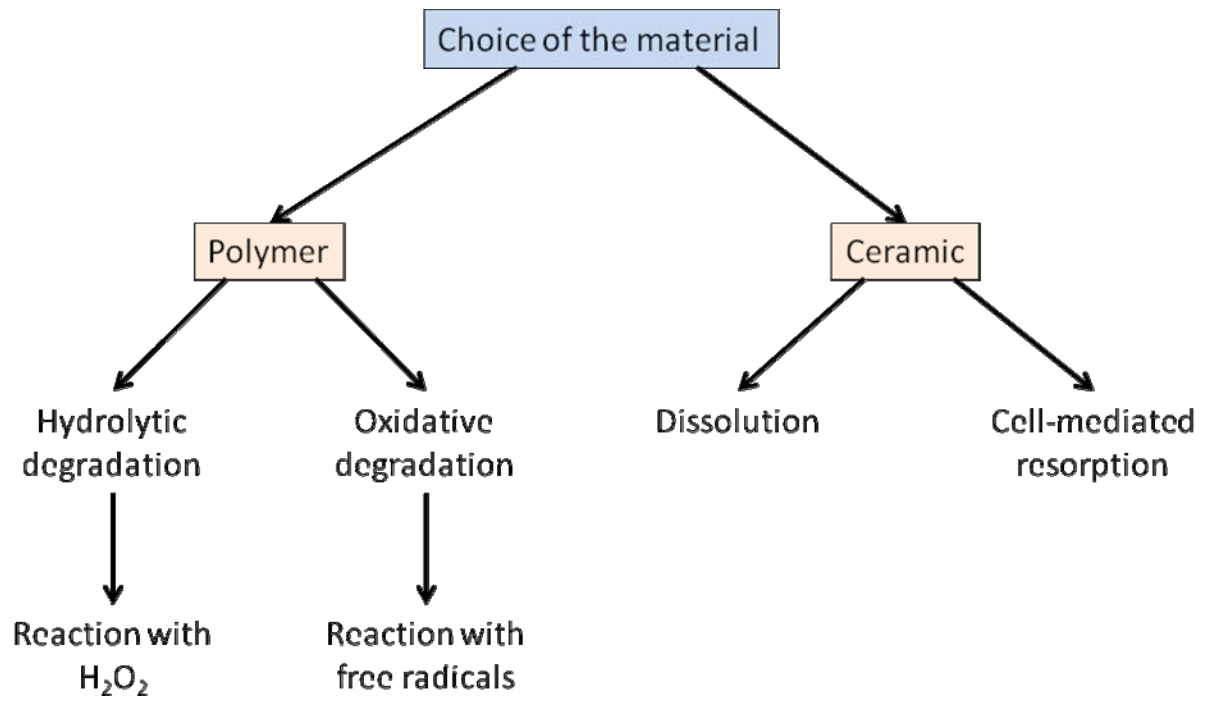 Choice of the material
Polymer
Ceramic
Hydrolytic
degradation
Oxidative
degradation
Dissolution
Cell-mediated
resorption
Reaction with
H₂O₂
Reaction with
free radicals